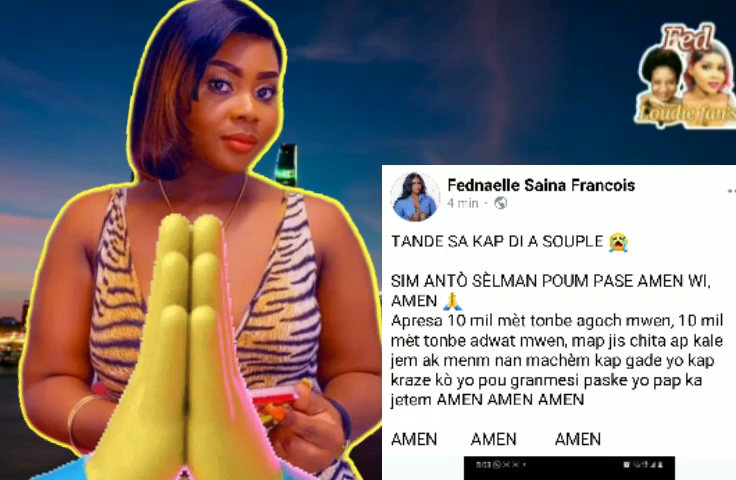 Fed
Loudie fan's
Fednaelle Saina Francois
4 min
TANDE SA KAP DI A SOUPLE 😭
SIM ANTÒ SÈLMAN POUM PASE AMEN WI,
AMEN 🙏
Apresa 10 mil mèt tonbe agoch mwen, 10 mil
mèt tonbe adwat mwen, map jis chita ap kale
jem ak menm nan machèm kap gade yo kap
kraze kò yo pou granmesi paske yo pap ka
jetem AMEN AMEN AMEN
AMEN AMEN AMEN
5:03